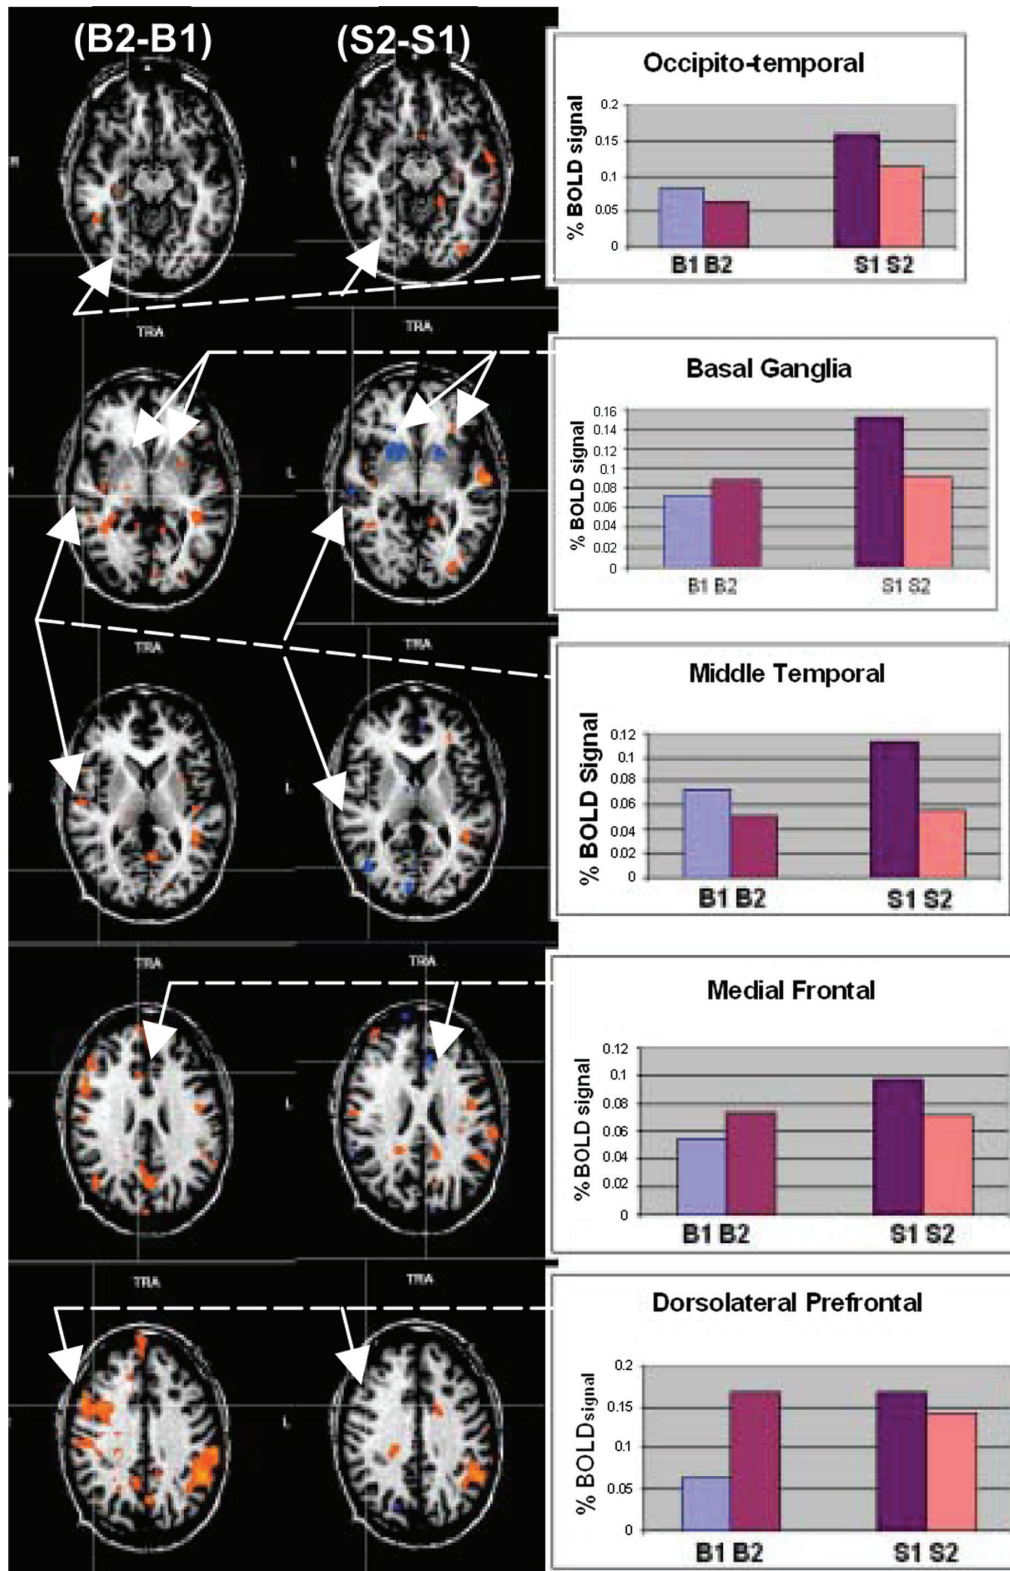 (B2-B1) (S2-S1)
L
TRA TRA
L
TRA TRA
L
TRA TRA
L
TRA TRA
L
Occipito-temporal
% BOLD signal
0.2
0.15
0.1
0.05
0
B1 B2 S1 S2
Basal Ganglia
% BOLD signal
0.16
0.14
0.12
0.1
0.08
0.06
0.04
0.02
0
B1 B2 S1 S2
Middle Temporal
% BOLD Signal
0.12
0.1
0.08
0.06
0.04
0.02
0
B1 B2 S1 S2
Medial Frontal
% BOLD signal
0.12
0.1
0.08
0.06
0.04
0.02
0
B1 B2 S1 S2
Dorsolateral Prefrontal
% BOLD signal
0.2
0.15
0.1
0.05
0
B1 B2 S1 S2